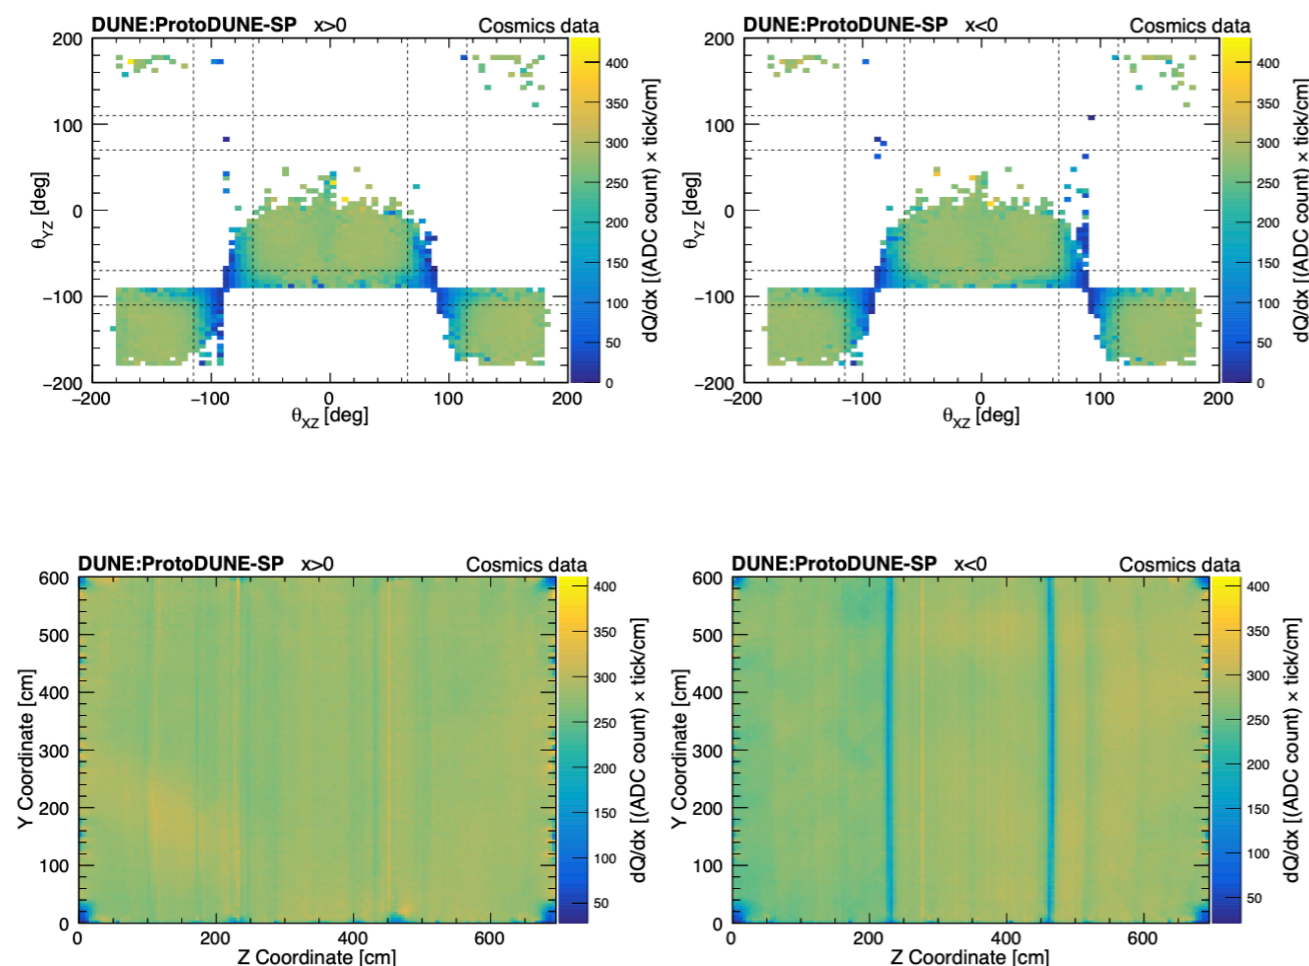 DUNE:ProtoDUNE-SP x>0 Cosmics data
200
100
0
−100
−200
θYZ [deg]
−200 −100 0 100 200
θXZ [deg]
400
350
300
250
200
150
100
50
0
dQ/dx [(ADC count) × tick/cm]
DUNE:ProtoDUNE-SP x<0 Cosmics data
200
100
0
−100
−200
θYZ [deg]
−200 −100 0 100 200
θXZ [deg]
400
350
300
250
200
150
100
50
0
dQ/dx [(ADC count) × tick/cm]
DUNE:ProtoDUNE-SP x>0 Cosmics data
600
500
400
300
200
100
0
Y Coordinate [cm]
0 200 400 600
Z Coordinate [cm]
400
350
300
250
200
150
100
50
dQ/dx [(ADC count) × tick/cm]
DUNE:ProtoDUNE-SP x<0 Cosmics data
600
500
400
300
200
100
0
Y Coordinate [cm]
0 200 400 600
Z Coordinate [cm]
400
350
300
250
200
150
100
50
dQ/dx [(ADC count) × tick/cm]